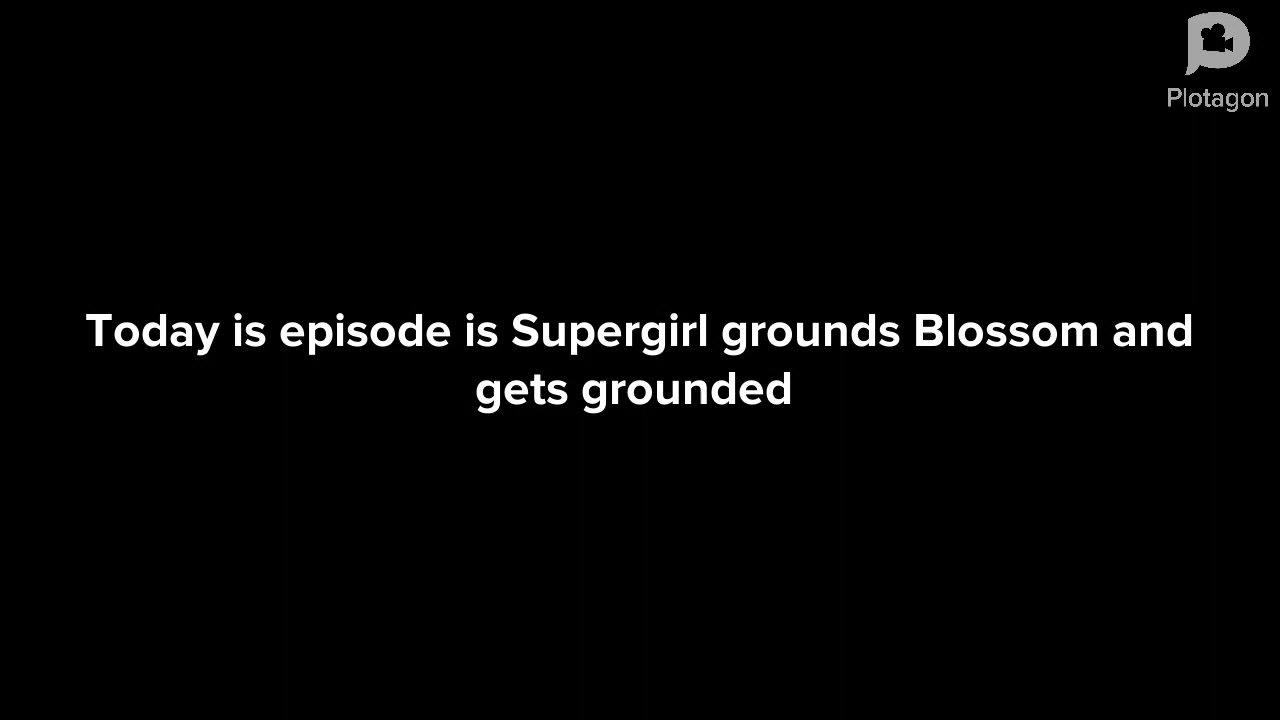 Plotagon
Today is episode is Supergirl grounds Blossom and
gets grounded